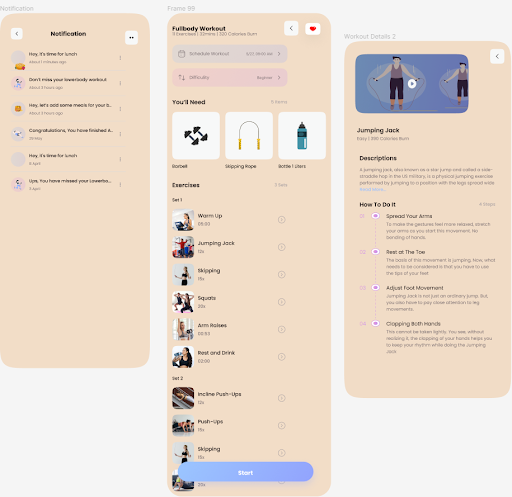 Notification
Notification
Hey, it's time for lunch
About 1 minutes ago
Don't miss your lowerbody workout
About 3 hours ago
Hey, let's add some meals for your b...
About 3 hours ago
Congratulations, You have finished A...
29 May
Hey, it's time for lunch
8 April
Ups, You have missed your Lowerbo...
3 April
Frame 99
Fullbody Workout
11 Exercises | 32mins | 320 Calories Burn
Schedule Workout
Difficulity
Beginner
You'll Need
5 Items
Barbell
Skipping Rope
Bottle 1 Liters
Exercises
3 Sets
Set 1
Warm Up
05:00
Jumping Jack
12x
Skipping
15x
Squats
20x
Arm Raises
00:53
Rest and Drink
02:00
Set 2
Incline Push-Ups
12x
Push-Ups
15x
Skipping
15x
20x
Start
Workout Details 2
Jumping Jack
Easy | 390 Calories Burn
Descriptions
A jumping jack, also known as a star jump and called a side-
straddle hop in the US military, is a physical jumping exercise
performed by jumping to a position with the legs spread wide
Read More...
How To Do It
4 Steps
01
Spread Your Arms
To make the gestures feel more relaxed, stretch
your arms as you start this movement. No
bending of hands.
02
Rest at The Toe
The basis of this movement is jumping. Now, what
needs to be considered is that you have to use
the tips of your feet
03
Adjust Foot Movement
Jumping Jack is not just an ordinary jump. But,
you also have to pay close attention to leg
movements.
04
Clapping Both Hands
This cannot be taken lightly. You see, without
realizing it, the clapping of your hands helps you
to keep your rhythm while doing the Jumping
Jack